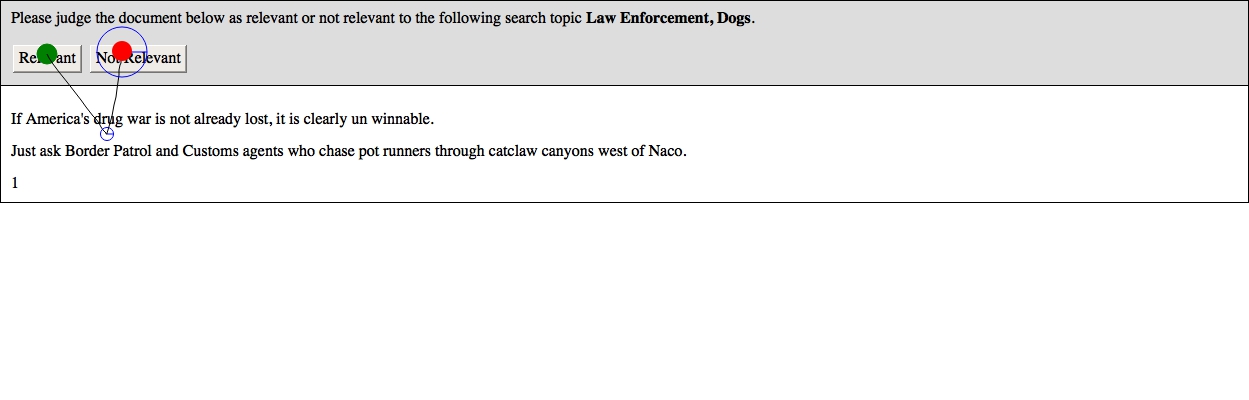 Please judge the document below as relevant or not relevant to the following search topic Law Enforcement, Dogs.
Relevant Not Relevant
If America's drug war is not already lost, it is clearly un winnable.
Just ask Border Patrol and Customs agents who chase pot runners through catclaw canyons west of Naco.
1